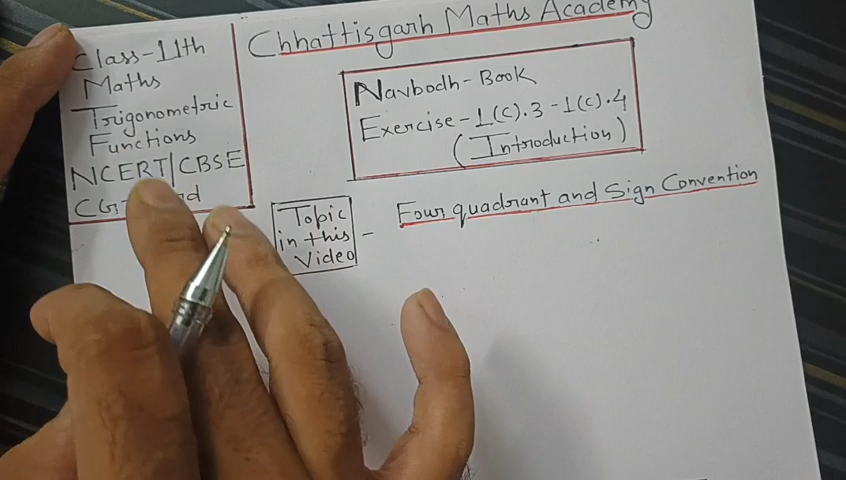 Class-11th
Maths
Trigonometric
Functions
NCERT/CBSE
Chhattisgarh Maths Academy
Navbodh-Book
Exercise-1(c).3-1(c).4
(Introduction)
Topic
in this
Video
- Four quadrant and Sign Convention